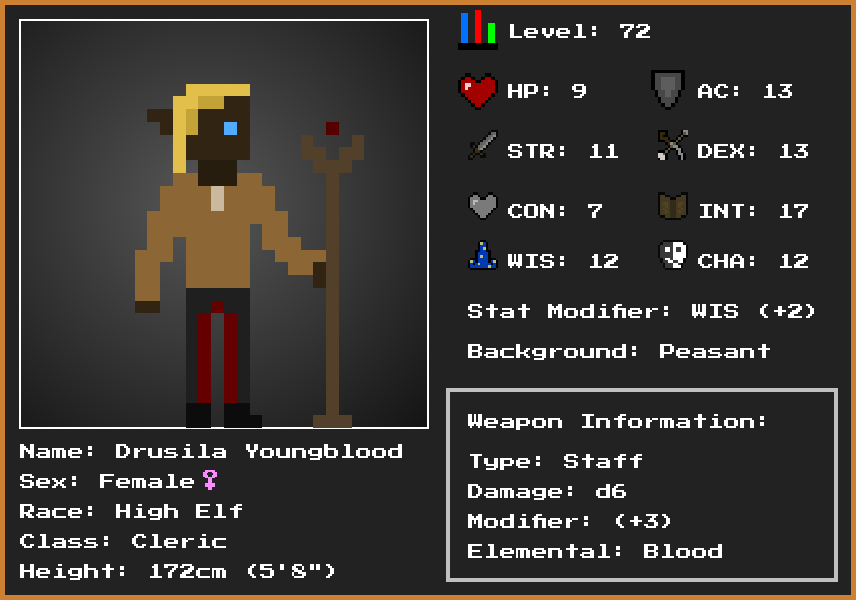 Level: 72
HP: 9
AC: 13
STR: 11
DEX: 13
CON: 7
INT: 17
WIS: 12
CHA: 12
Stat Modifier: WIS (+2)
Background: Peasant
Weapon Information:
Type: Staff
Damage: d6
Modifier: (+3)
Elemental: Blood
Name: Drusila Youngblood
Sex: Female♀
Race: High Elf
Class: Cleric
Height: 172cm (5'8")